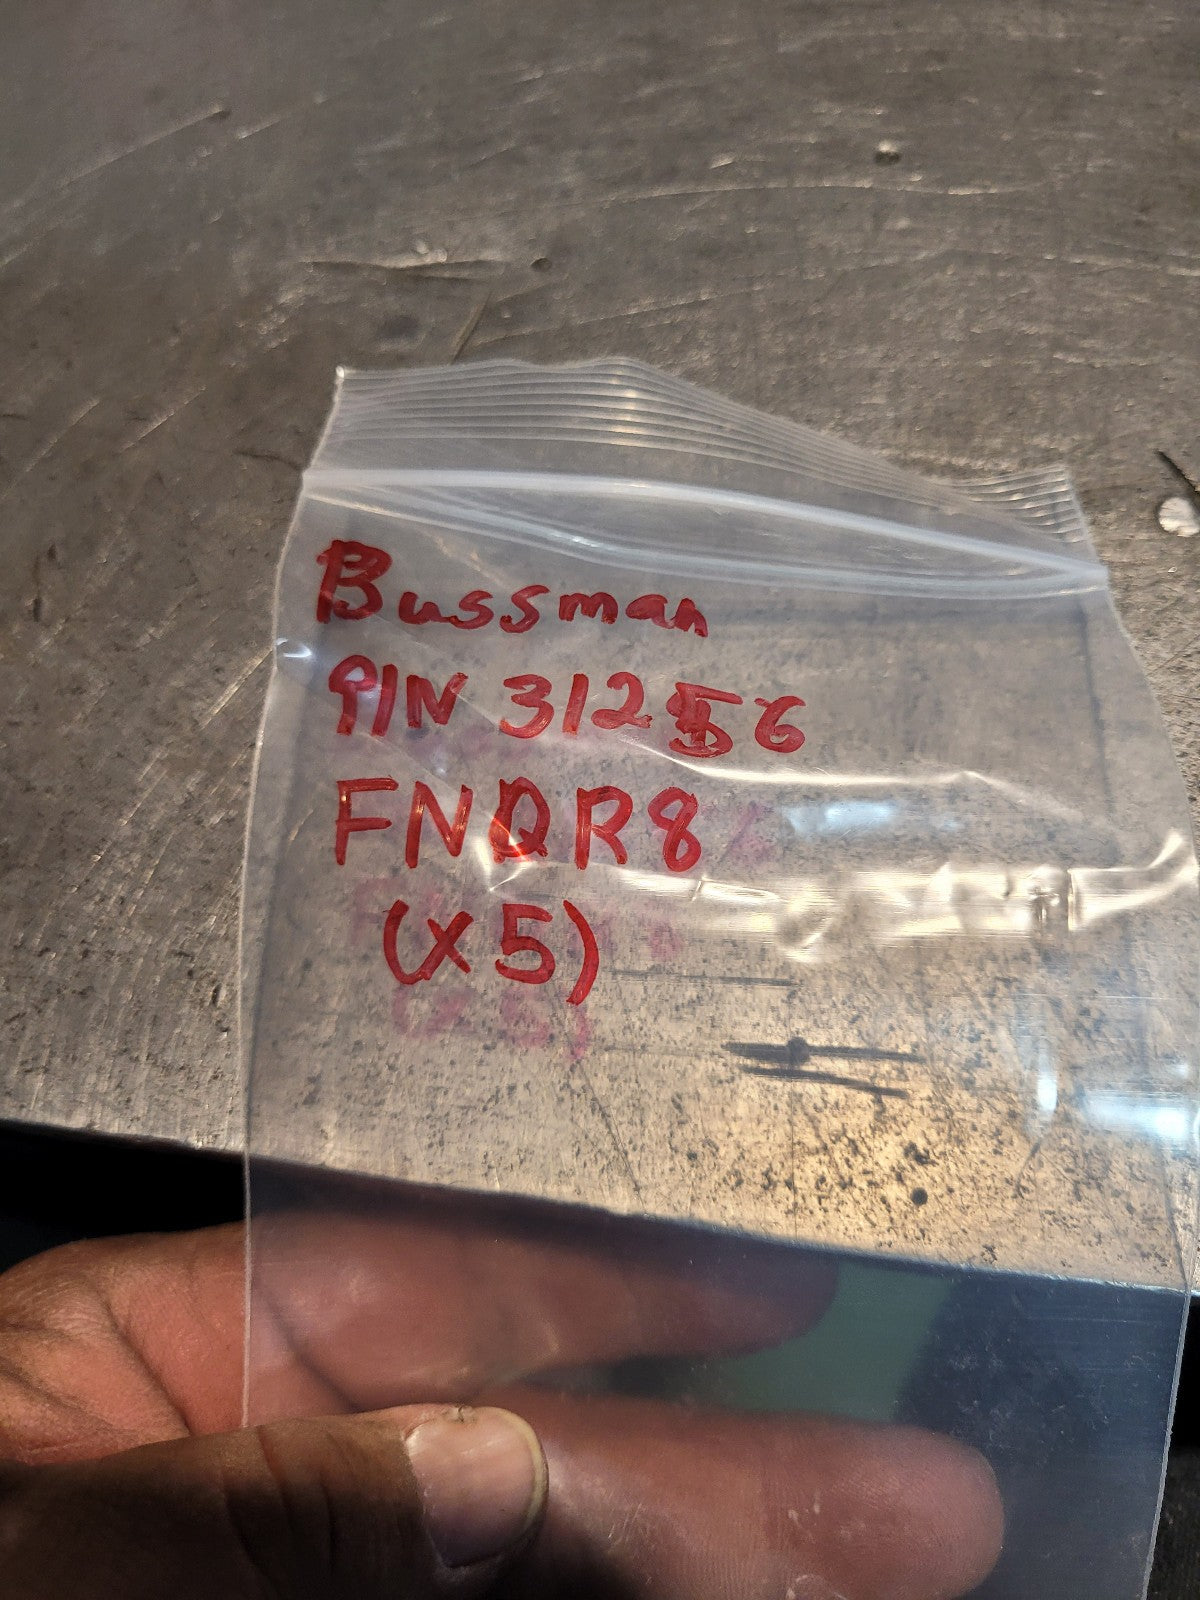 Bussman
P/N 31256
FNQR8
(x5)